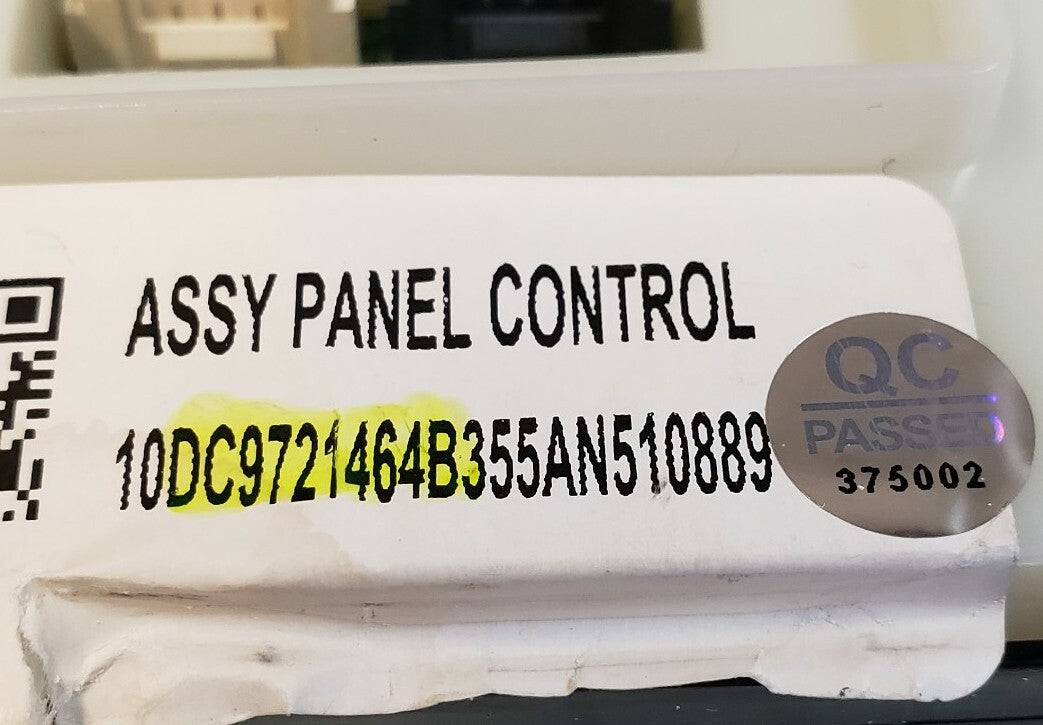 ASSY PANEL CONTROL
10DC9721464B355AN510889
QC
PASSED
375002